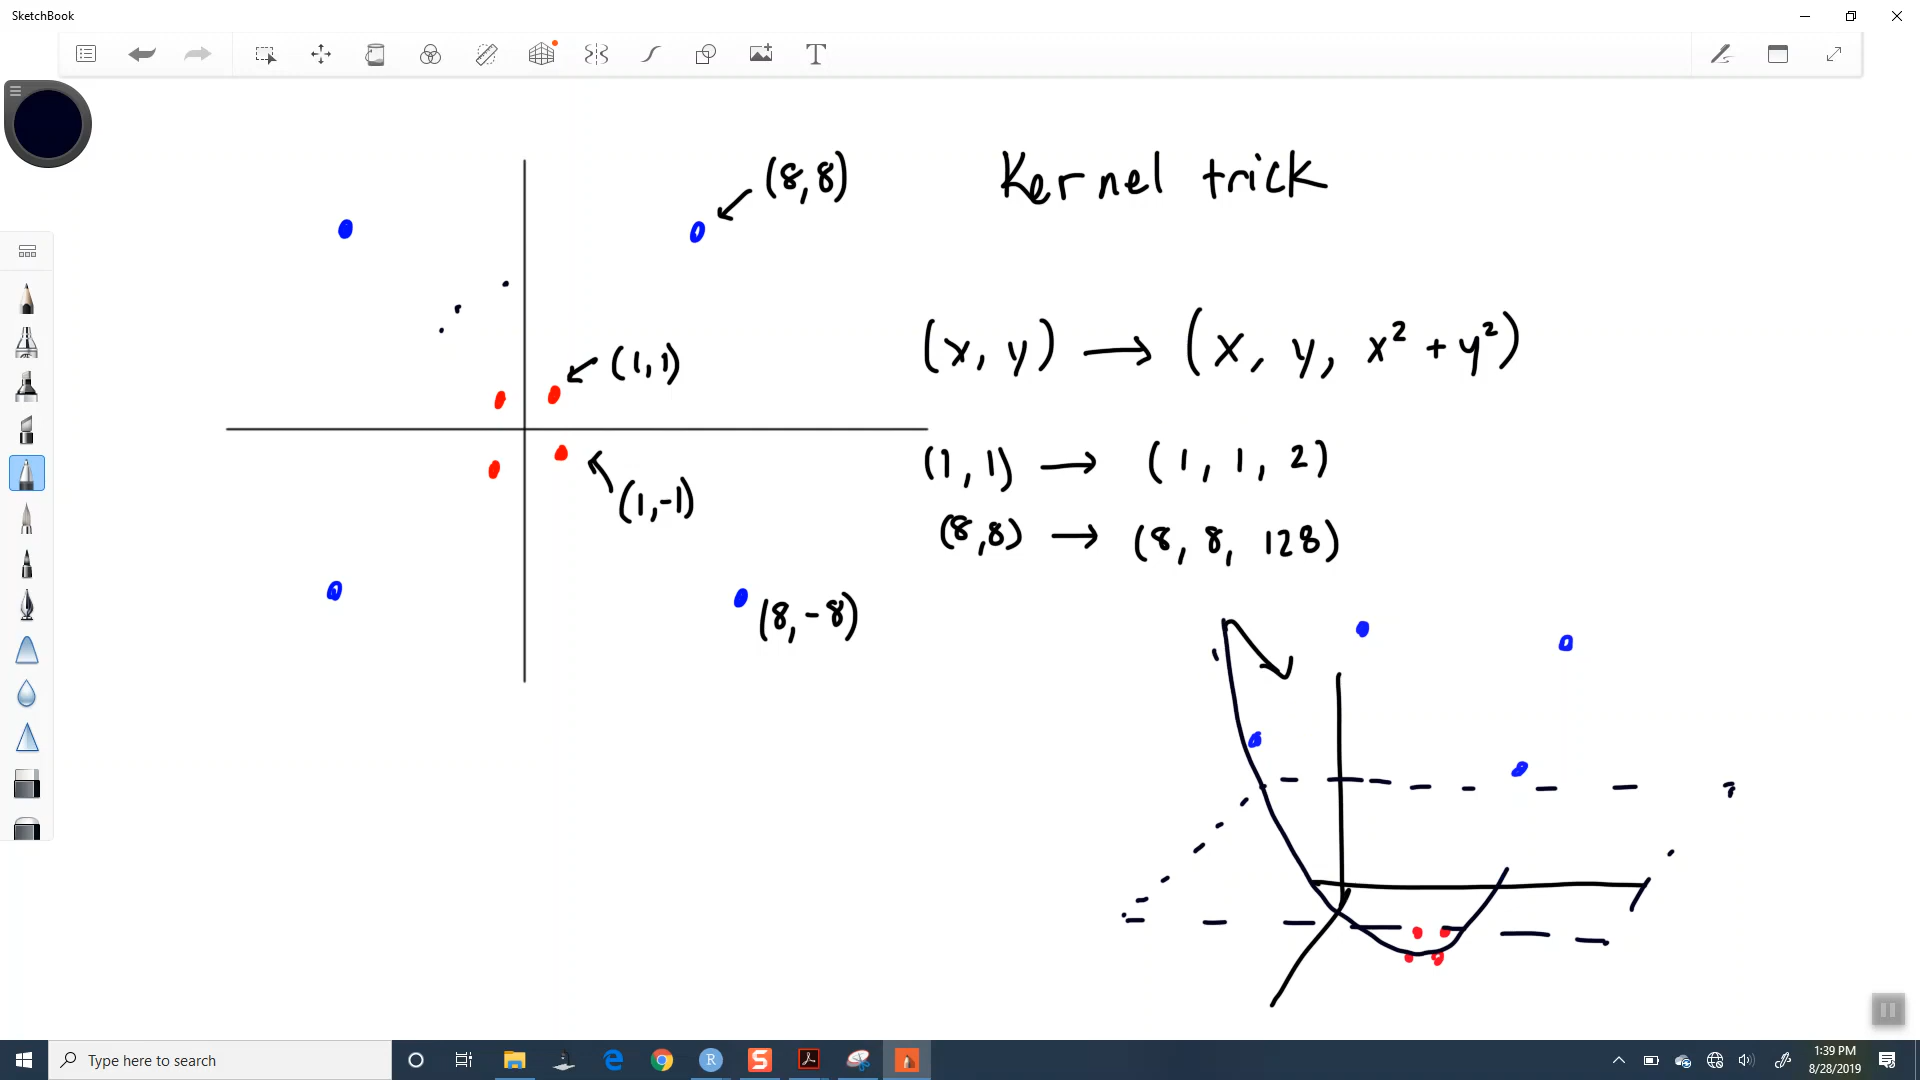 SketchBook
Kernel trick
(8,8)
(1,1)
(x, y) → (x, y, x² + y²)
(1,1) → (1, 1, 2)
(1,-1)
(8,8) → (8, 8, 128)
(8,-8)
Type here to search
1:39 PM
8/28/2019